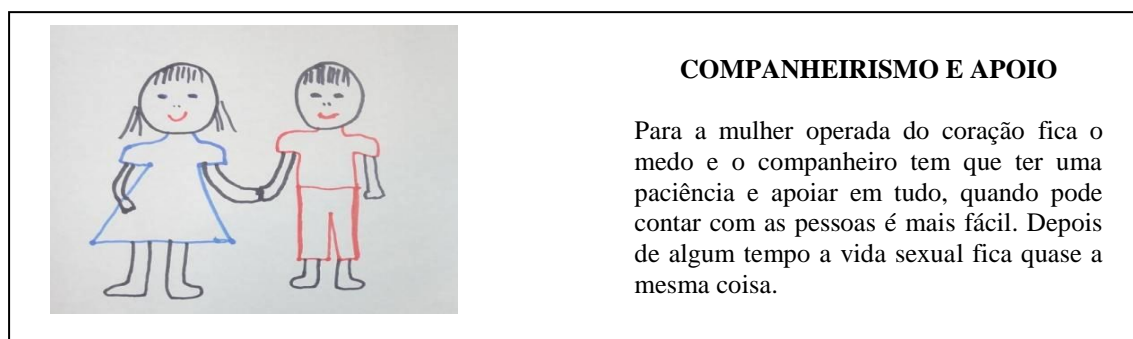 COMPANHEIRISMO E APOIO
Para a mulher operada do coração fica o
medo e o companheiro tem que ter uma
paciência e apoiar em tudo, quando pode
contar com as pessoas é mais fácil. Depois
de algum tempo a vida sexual fica quase a
mesma coisa.